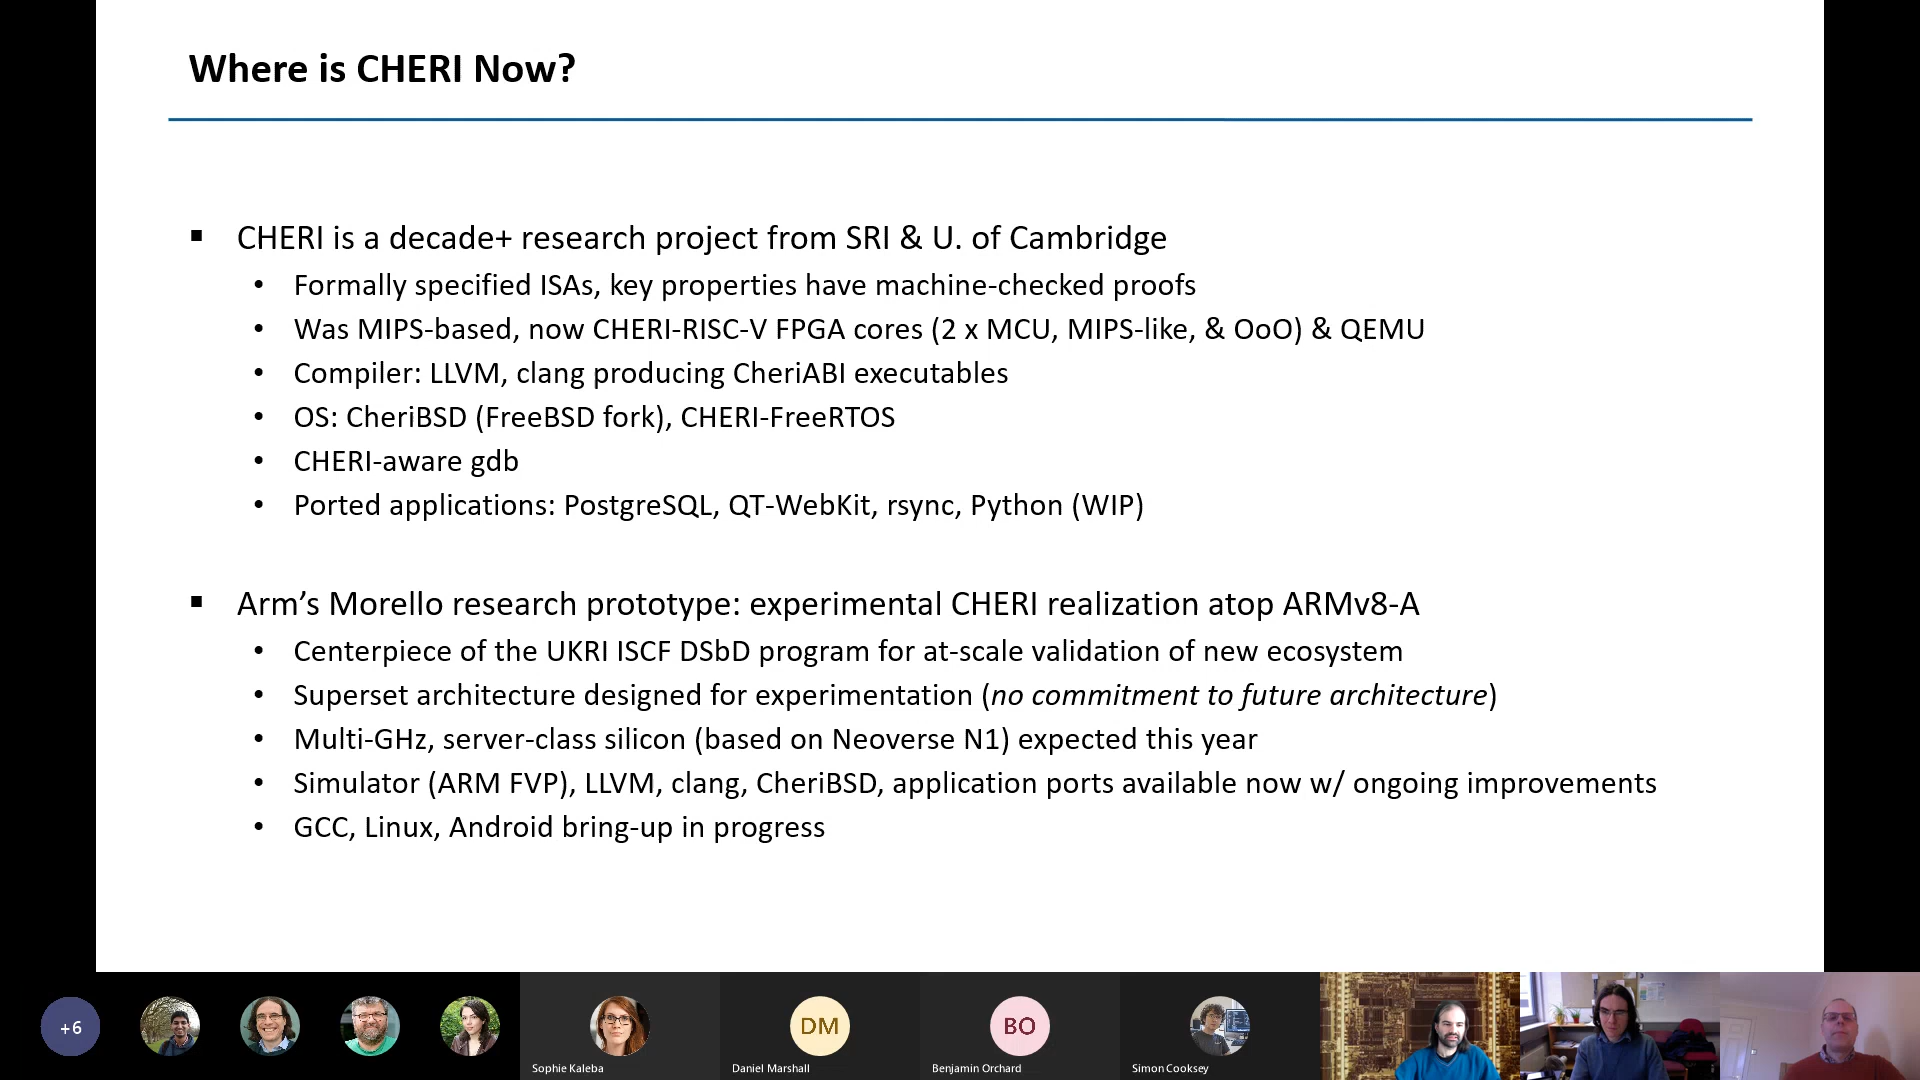 Where is CHERI Now?
▪ CHERI is a decade+ research project from SRI & U. of Cambridge
• Formally specified ISAs, key properties have machine-checked proofs
• Was MIPS-based, now CHERI-RISC-V FPGA cores (2 x MCU, MIPS-like, & OoO) & QEMU
• Compiler: LLVM, clang producing CheriABI executables
• OS: CheriBSD (FreeBSD fork), CHERI-FreeRTOS
• CHERI-aware gdb
• Ported applications: PostgreSQL, QT-WebKit, rsync, Python (WIP)
▪ Arm’s Morello research prototype: experimental CHERI realization atop ARMv8-A
• Centerpiece of the UKRI ISCF DSbD program for at-scale validation of new ecosystem
• Superset architecture designed for experimentation (no commitment to future architecture)
• Multi-GHz, server-class silicon (based on Neoverse N1) expected this year
• Simulator (ARM FVP), LLVM, clang, CheriBSD, application ports available now w/ ongoing improvements
• GCC, Linux, Android bring-up in progress
+6
DM
BO
Sophie Kaleba
Daniel Marshall
Benjamin Orchard
Simon Cooksey